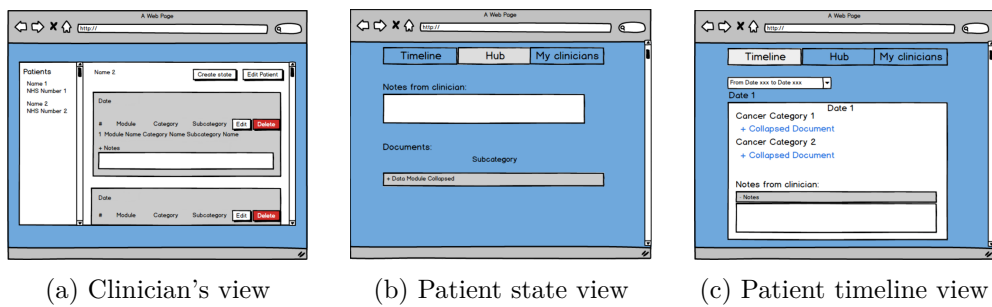 A Web Page
http://
Patients
Name 1
NHS Number 1
Name 2
NHS Number 2
Name 2
Create state
Edit Patient
Date
# Module Category Subcategory Edit Delete
1 Module Name Category Name Subcategory Name
+ Notes
Date
# Module Category Subcategory Edit Delete
(a) Clinician's view
A Web Page
http://
Timeline Hub My clinicians
Notes from clinician:
Documents:
Subcategory
+ Data Module Collapsed
(b) Patient state view
A Web Page
http://
Timeline Hub My clinicians
From Date xxx to Date xxx
Date 1
Date 1
Cancer Category 1
+ Collapsed Document
Cancer Category 2
+ Collapsed Document
Notes from clinician:
- Notes
(c) Patient timeline view